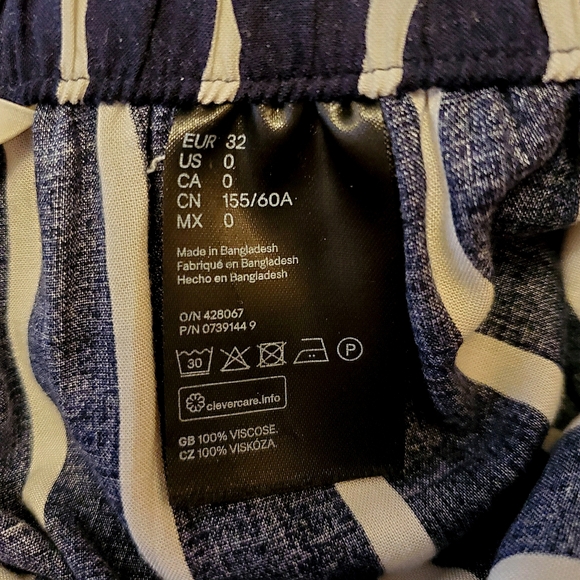 EUR 32
US 0
CA 0
CN 155/60A
MX 0
Made in Bangladesh
Fabriqué en Bangladesh
Hecho en Bangladesh
O/N 428067
P/N 0739144 9
30 P
clevercare.info
GB 100% VISCOSE.
CZ 100% VISKÓZA.